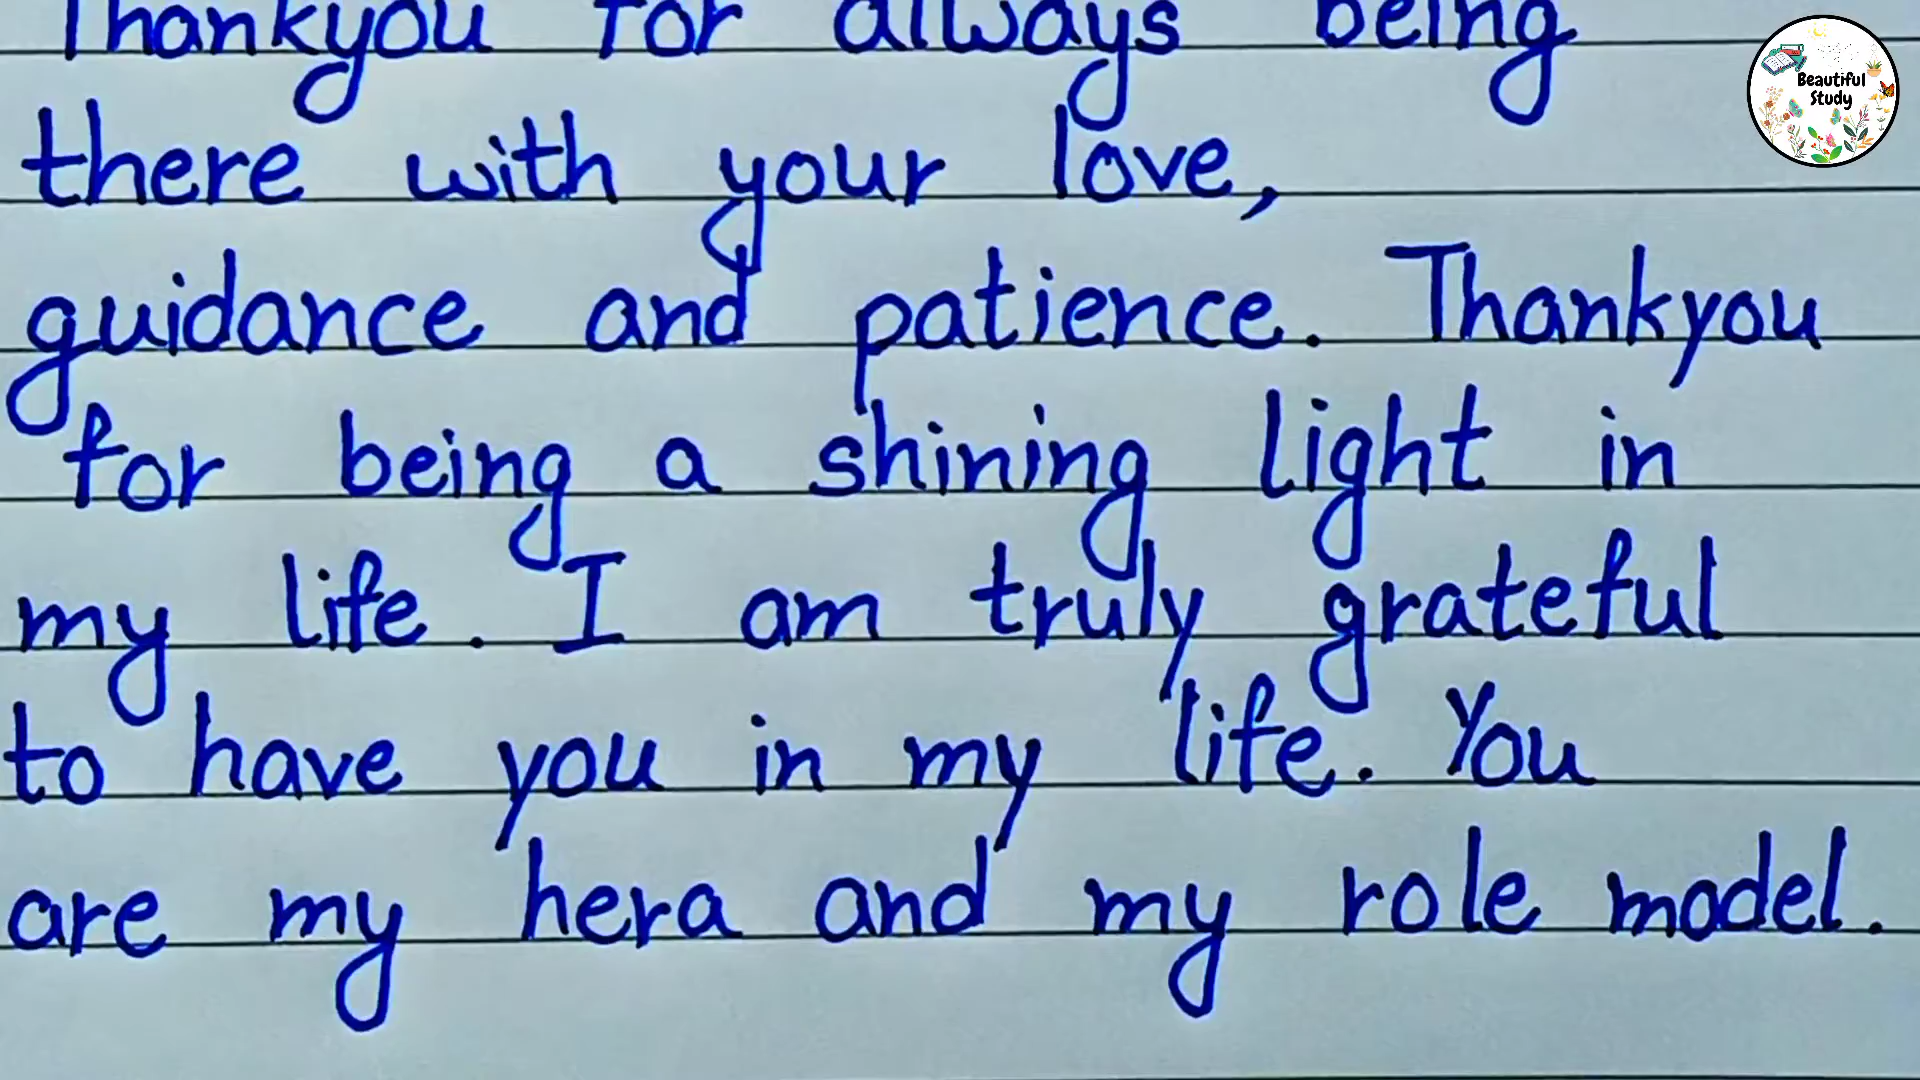 Thankyou for always being
there with your love,
guidance and patience. Thankyou
for being a shining light in
my life. I am truly grateful
to have you in my life. You
are my hera and my role model.
Beautiful
Study